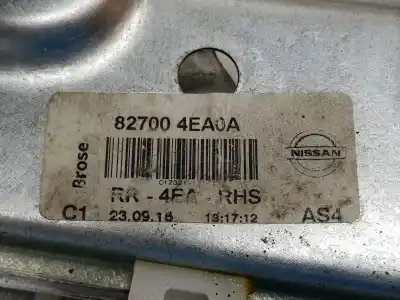 82700 4EA0A
Brose
NISSAN
RR - 4EA RHS
C1 23.09.16 13:17:12 AS4